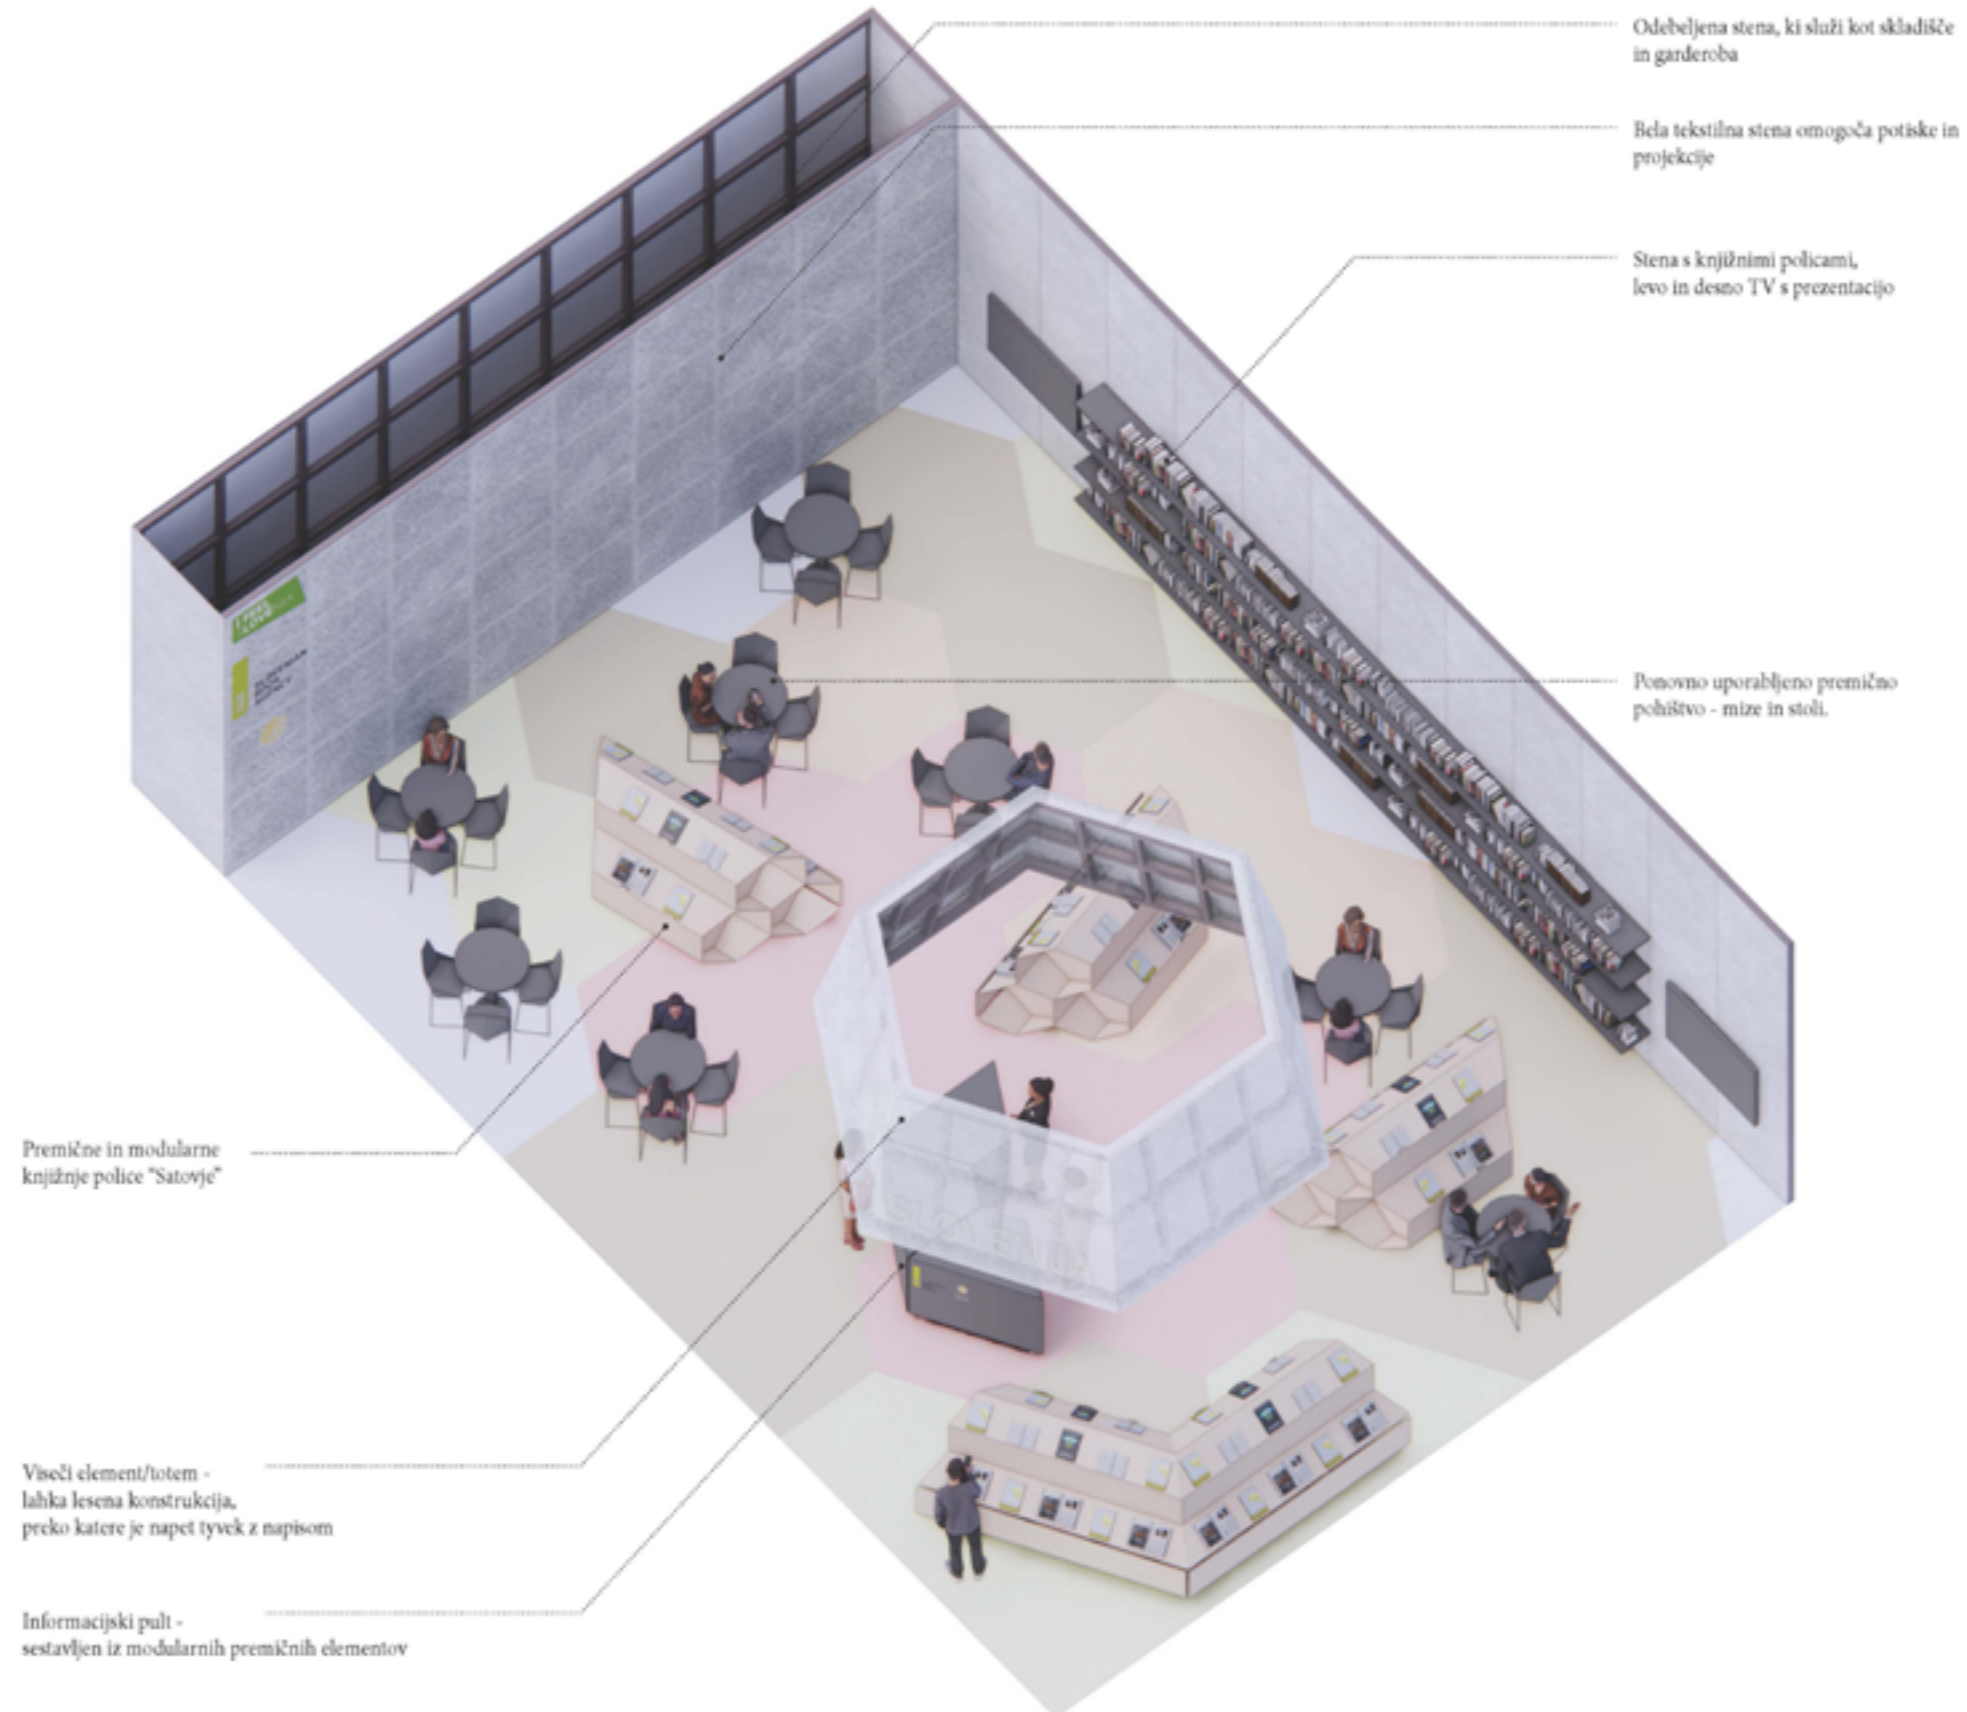 Odebeljena stena, ki služi kot skladišče
in garderoba
Bela tekstilna stena omogoča potiske in
projekcije
Stena s knjižnimi policami,
levo in desno TV s prezentacijo
Ponovno uporabljeno premično
pohištvo - mize in stoli.
Premične in modularne
knjižnje police “Satovje”
Viseči element/totem -
lahka lesena konstrukcija,
preko katere je napet tyvek z napisom
Informacijski pult -
sestavljen iz modularnih premičnih elementov
SLOVENIA